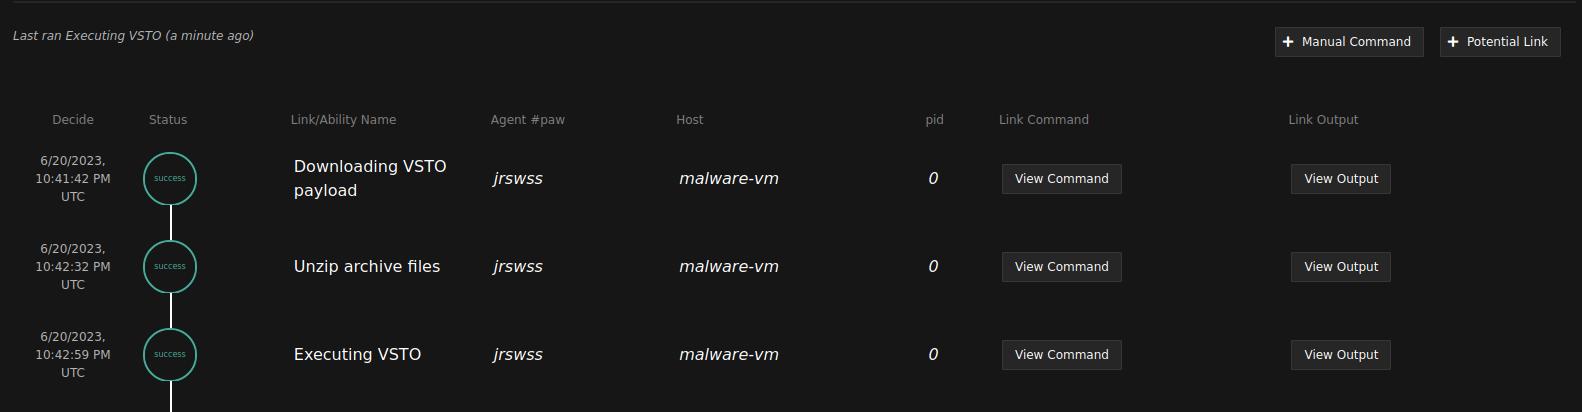 Last ran Executing VSTO (a minute ago)
+ Manual Command
+ Potential Link
Decide Status Link/Ability Name Agent #paw Host pid Link Command Link Output
6/20/2023,
10:41:42 PM
UTC
success
Downloading VSTO
payload
jrswss
malware-vm
0
View Command
View Output
6/20/2023,
10:42:32 PM
UTC
success
Unzip archive files
jrswss
malware-vm
0
View Command
View Output
6/20/2023,
10:42:59 PM
UTC
success
Executing VSTO
jrswss
malware-vm
0
View Command
View Output